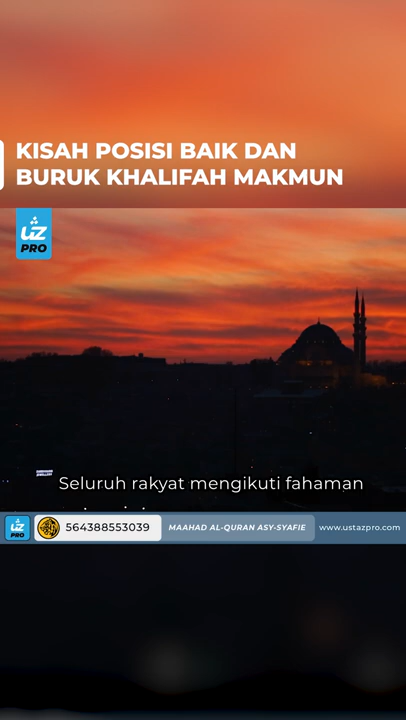 KISAH POSISI BAIK DAN
BURUK KHALIFAH MAKMUN
UZ
PRO
Seluruh rakyat mengikuti fahaman
UZ
PRO
564388553039
MAAHAD AL-QURAN ASY-SYAFIE
www.ustazpro.com